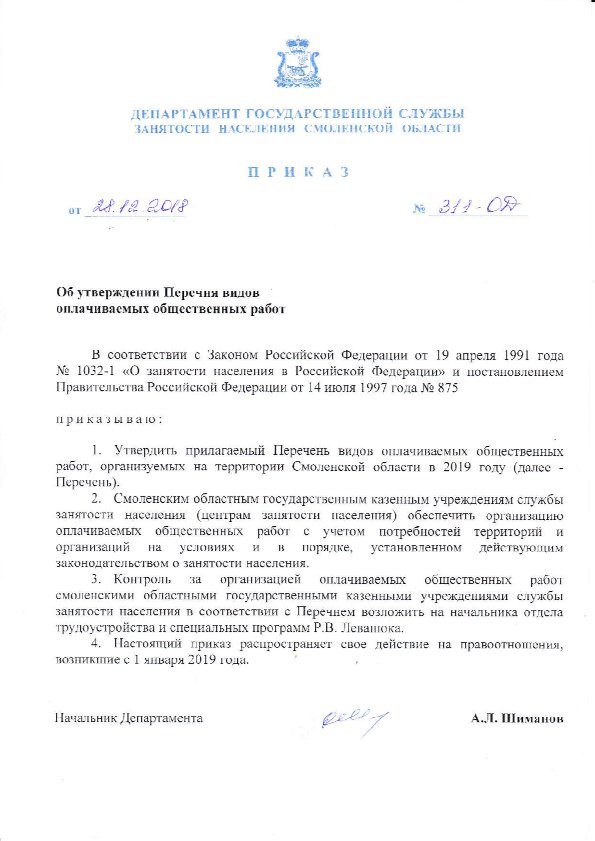 ДЕПАРТАМЕНТ ГОСУДАРСТВЕННОЙ СЛУЖБЫ
ЗАНЯТОСТИ НАСЕЛЕНИЯ СМОЛЕНСКОЙ ОБЛАСТИ
П Р И К А З
от 28.12.2018 № 311-ОД
Об утверждении Перечня видов
оплачиваемых общественных работ
В соответствии с Законом Российской Федерации от 19 апреля 1991 года
№ 1032-1 «О занятости населения в Российской Федерации» и постановлением
Правительства Российской Федерации от 14 июля 1997 года № 875
п р и к а з ы в а ю :
1. Утвердить прилагаемый Перечень видов оплачиваемых общественных
работ, организуемых на территории Смоленской области в 2019 году (далее -
Перечень).
2. Смоленским областным государственным казенным учреждениям службы
занятости населения (центрам занятости населения) обеспечить организацию
оплачиваемых общественных работ с учетом потребностей территорий и
организаций на условиях и в порядке, установленном действующим
законодательством о занятости населения.
3. Контроль за организацией оплачиваемых общественных работ
смоленскими областными государственными казенными учреждениями службы
занятости населения в соответствии с Перечнем возложить на начальника отдела
трудоустройства и специальных программ Р.В. Леванюка.
4. Настоящий приказ распространяет свое действие на правоотношения,
возникшие с 1 января 2019 года.
Начальник Департамента А.Л. Шиманов